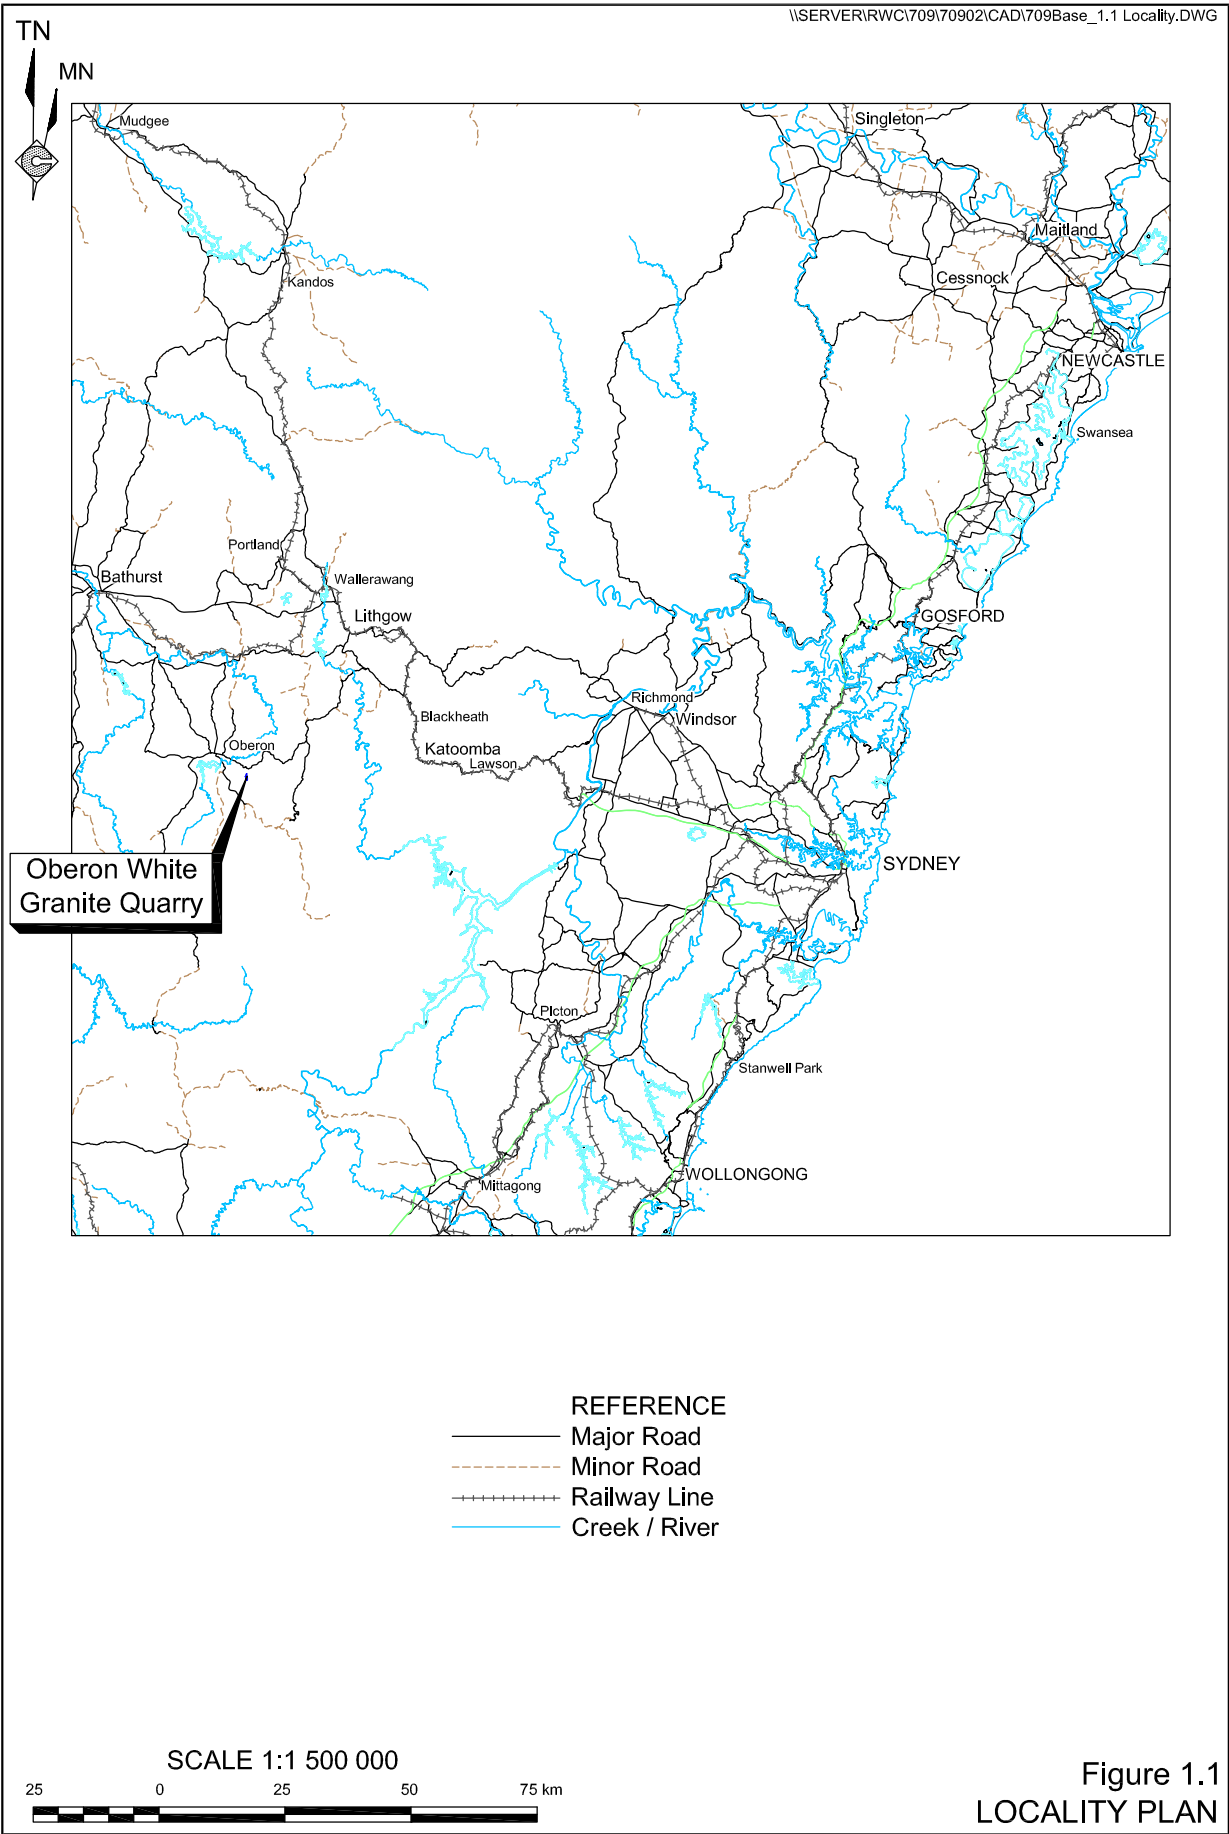 \\SERVER\RWC\709\70902\CAD\709Base_1.1 Locality.DWG
TN
MN
Mudgee
Singleton
Maitland
Cessnock
Kandos
NEWCASTLE
Swansea
Portland
Bathurst
Wallerawang
Lithgow
GOSFORD
Richmond
Windsor
Blackheath
Oberon
Katoomba
Lawson
Oberon White
Granite Quarry
SYDNEY
Picton
Stanwell Park
WOLLONGONG
Mittagong
REFERENCE
Major Road
Minor Road
Railway Line
Creek / River
SCALE 1:1 500 000
25 0 25 50 75 km
Figure 1.1
LOCALITY PLAN